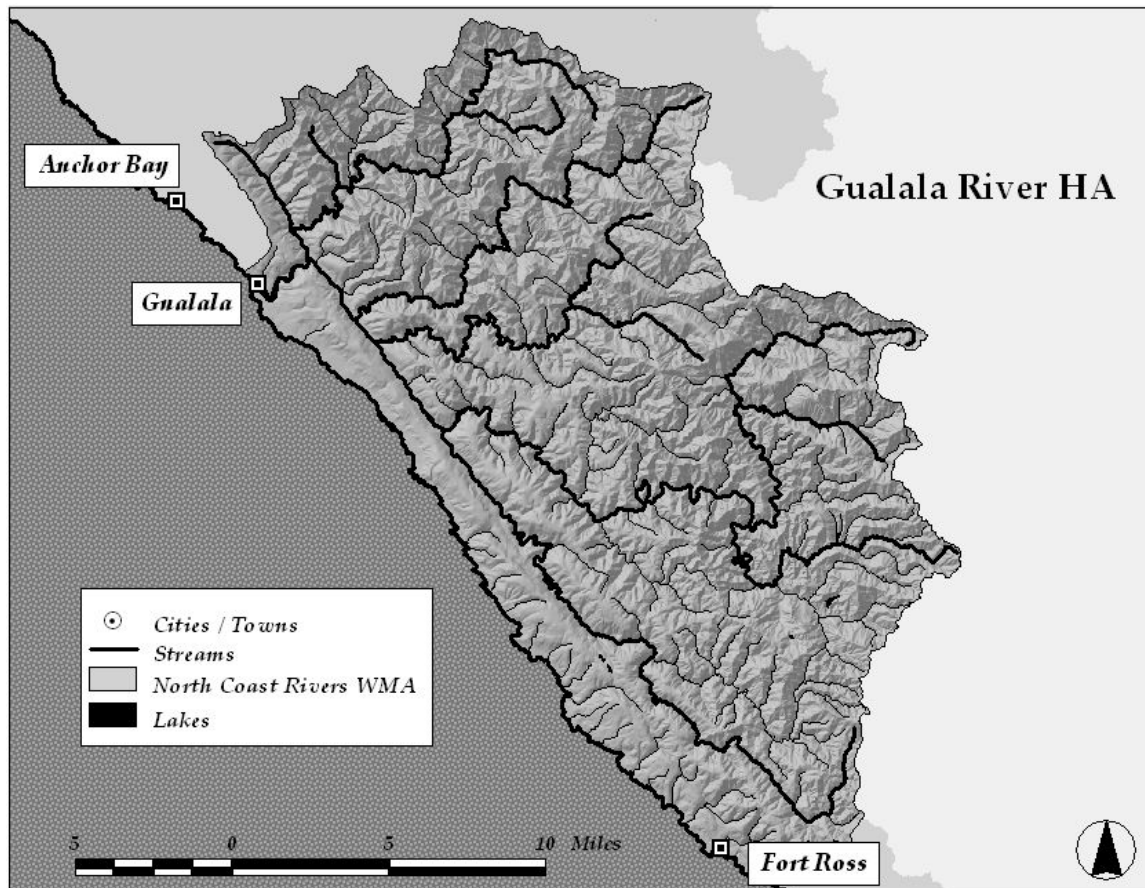 Anchor Bay
Gualala River HA
Gualala
Cities / Towns
Streams
North Coast Rivers WMA
Lakes
5 0 5 10 Miles
Fort Ross